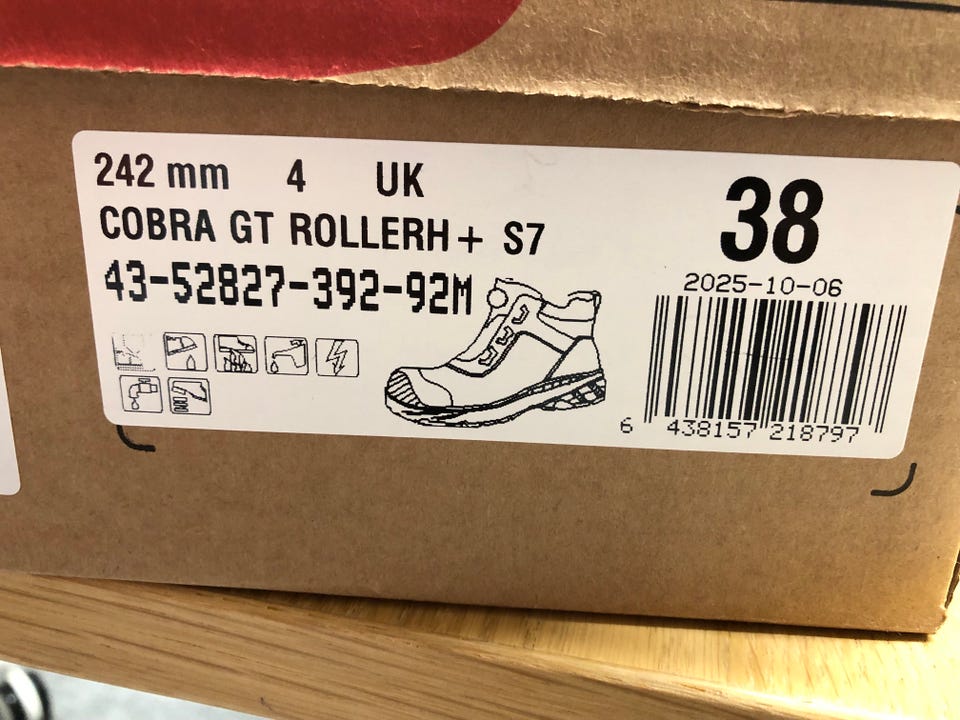 242 mm 4 UK
COBRA GT ROLLERH+ S7
43-52827-392-92M
38
2025-10-06
6 438157 218797